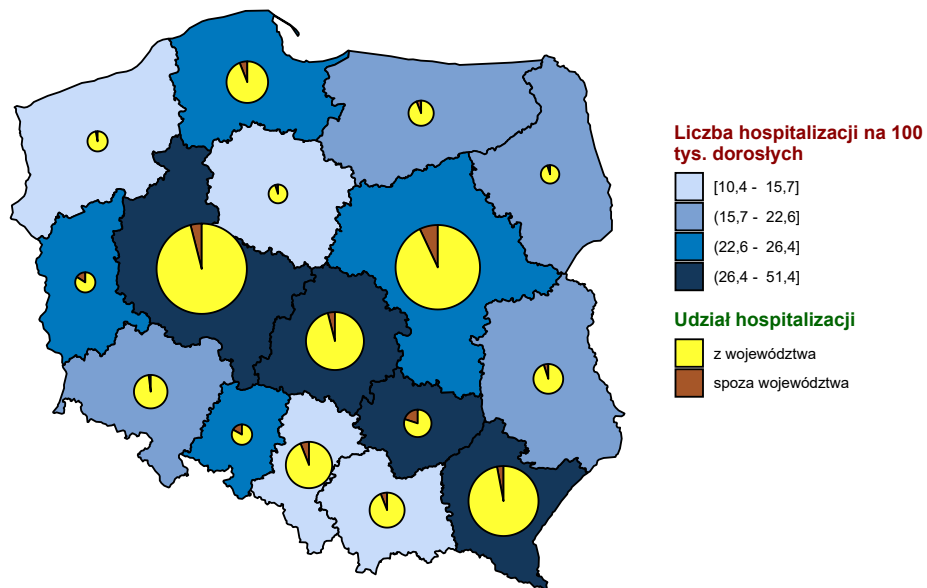 Liczba hospitalizacji na 100
tys. dorosłych
[10,4 - 15,7]
(15,7 - 22,6]
(22,6 - 26,4]
(26,4 - 51,4]
Udział hospitalizacji
z województwa
spoza województwa